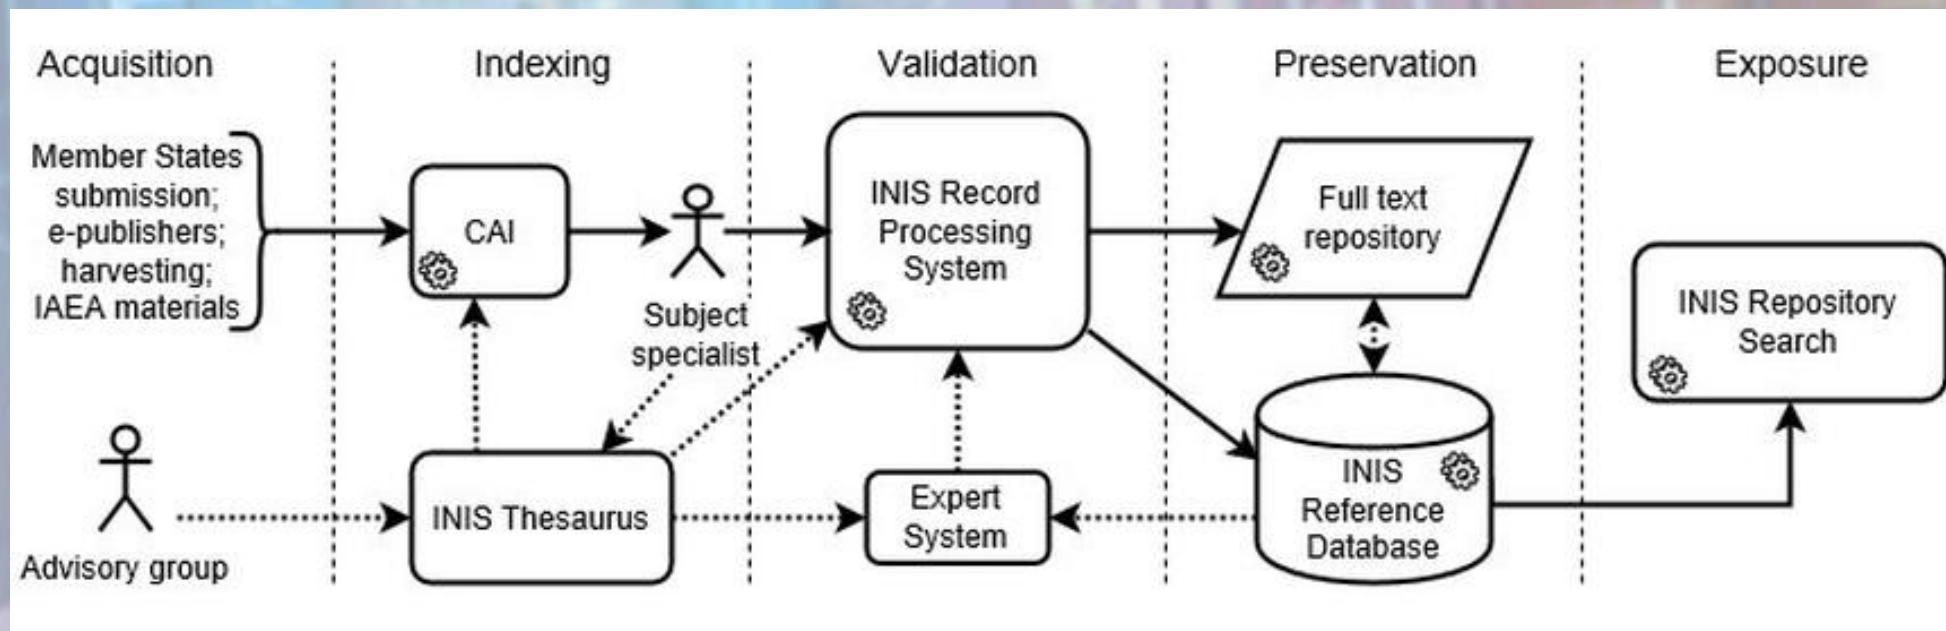 Acquisition
Indexing
Validation
Preservation
Exposure
Member States
submission;
e-publishers;
harvesting;
IAEA materials
CAI
Subject
specialist
INIS Record
Processing
System
Full text
repository
INIS Repository
Search
Advisory group
INIS Thesaurus
Expert
System
INIS
Reference
Database